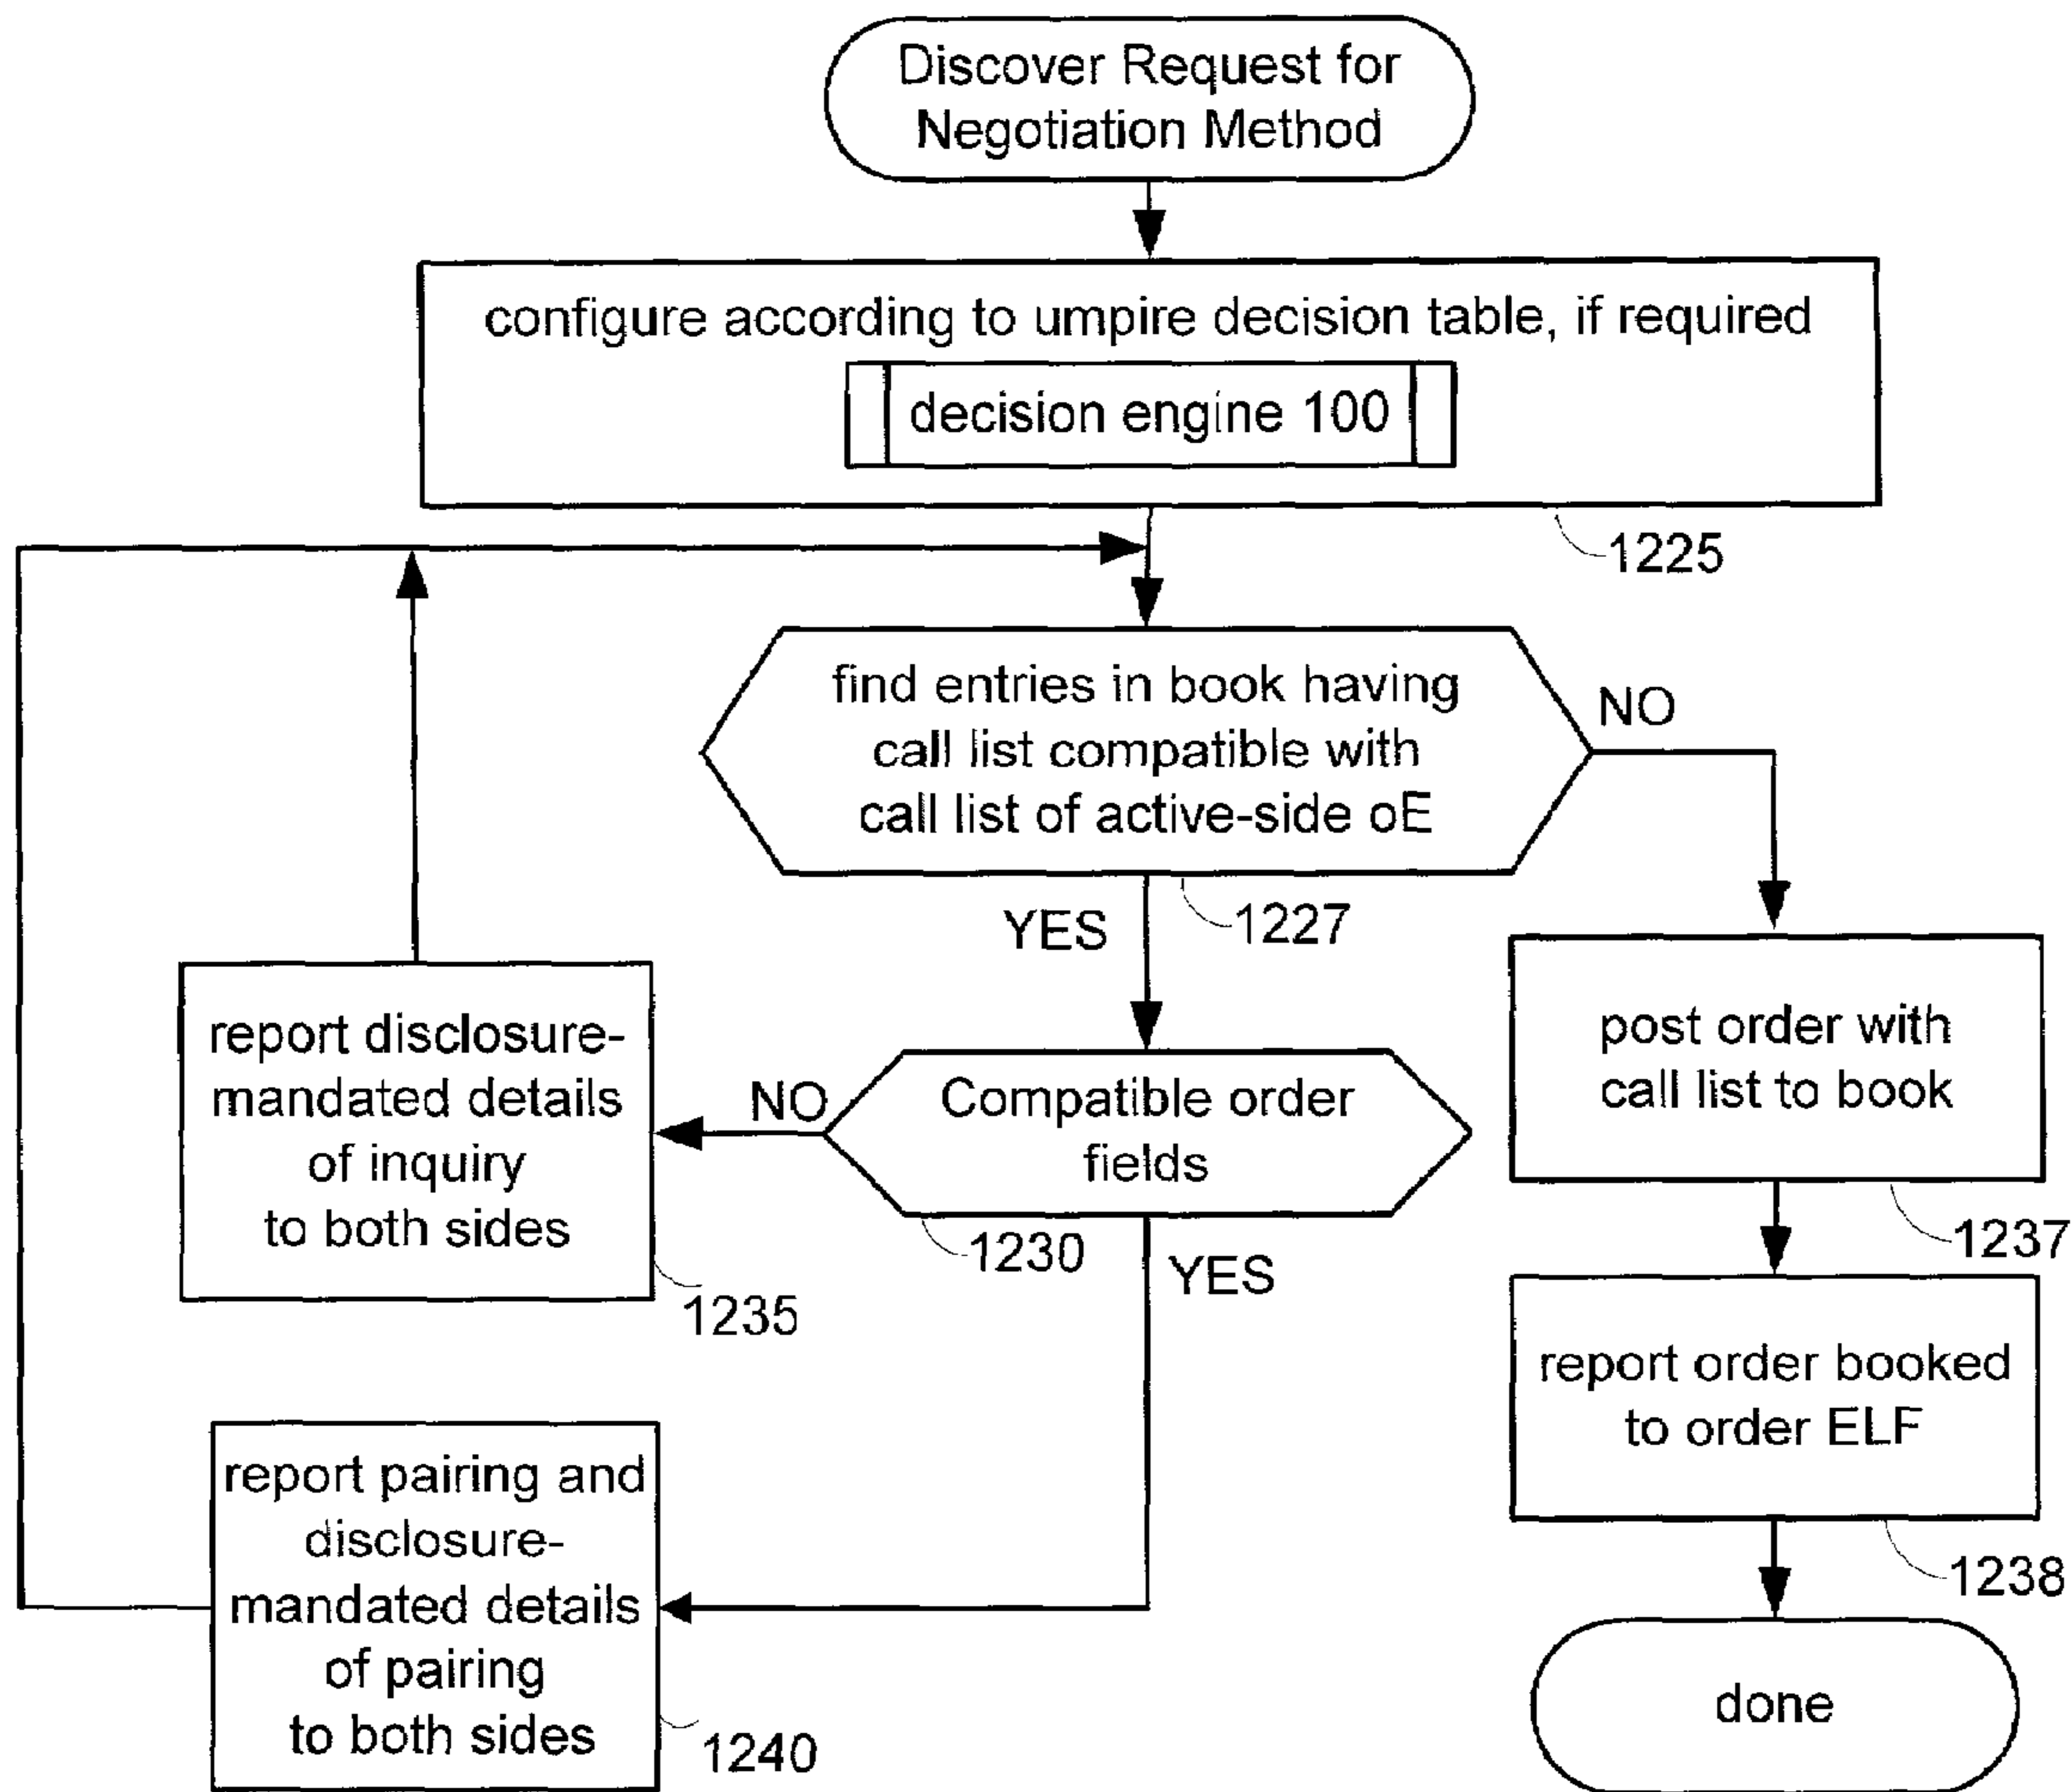 Discover Request for
Negotiation Method
configure according to umpire decision table, if required
decision engine 100
1225
find entries in book having
call list compatible with
call list of active-side oE
NO
1227
YES
post order with
call list to book
1237
report disclosure-
mandated details
of inquiry
to both sides
1235
NO
Compatible order
fields
1230
YES
report order booked
to order ELF
1238
report pairing and
disclosure-
mandated details
of pairing
to both sides
1240
done